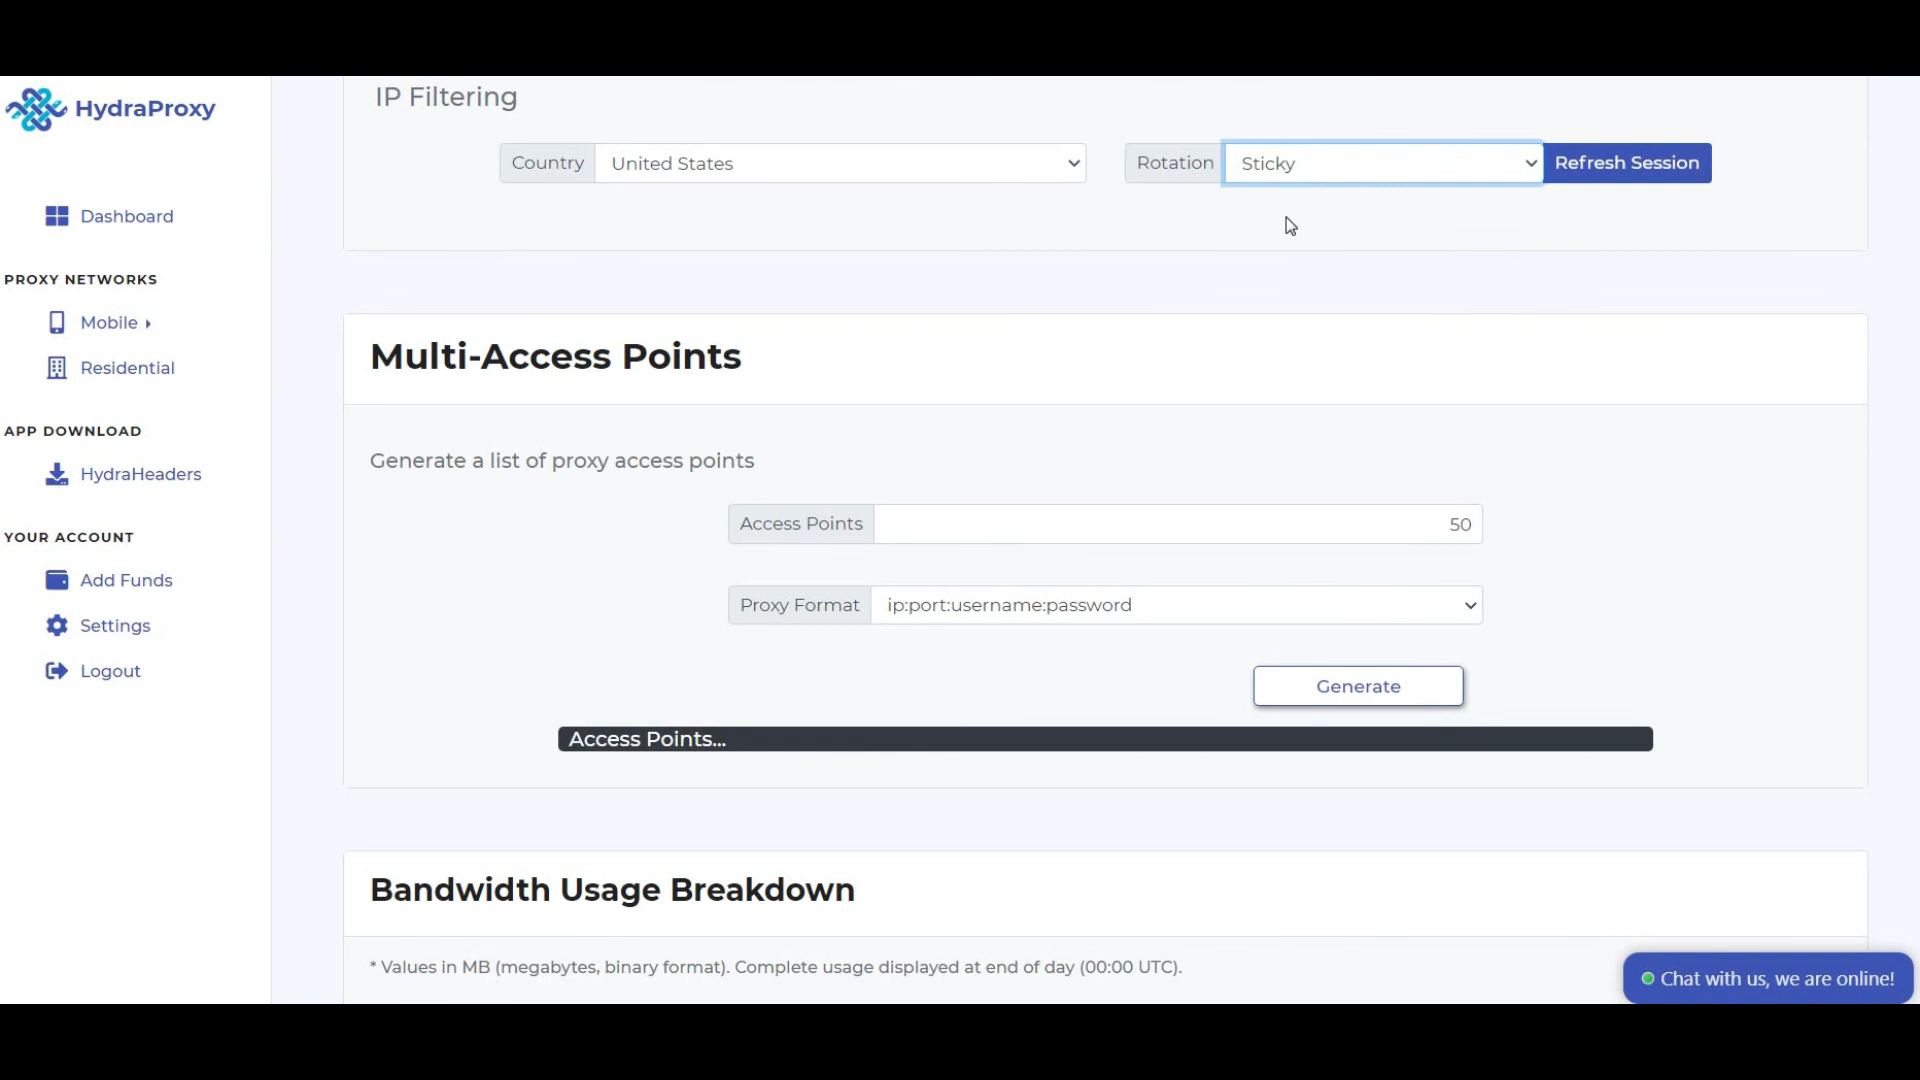 HydraProxy
Dashboard
PROXY NETWORKS
Mobile
Residential
APP DOWNLOAD
HydraHeaders
YOUR ACCOUNT
Add Funds
Settings
Logout
IP Filtering
Country United States Rotation Sticky Refresh Session
Multi-Access Points
Generate a list of proxy access points
Access Points 50
Proxy Format ip:port:username:password
Generate
Access Points...
Bandwidth Usage Breakdown
* Values in MB (megabytes, binary format). Complete usage displayed at end of day (00:00 UTC).
Chat with us, we are online!